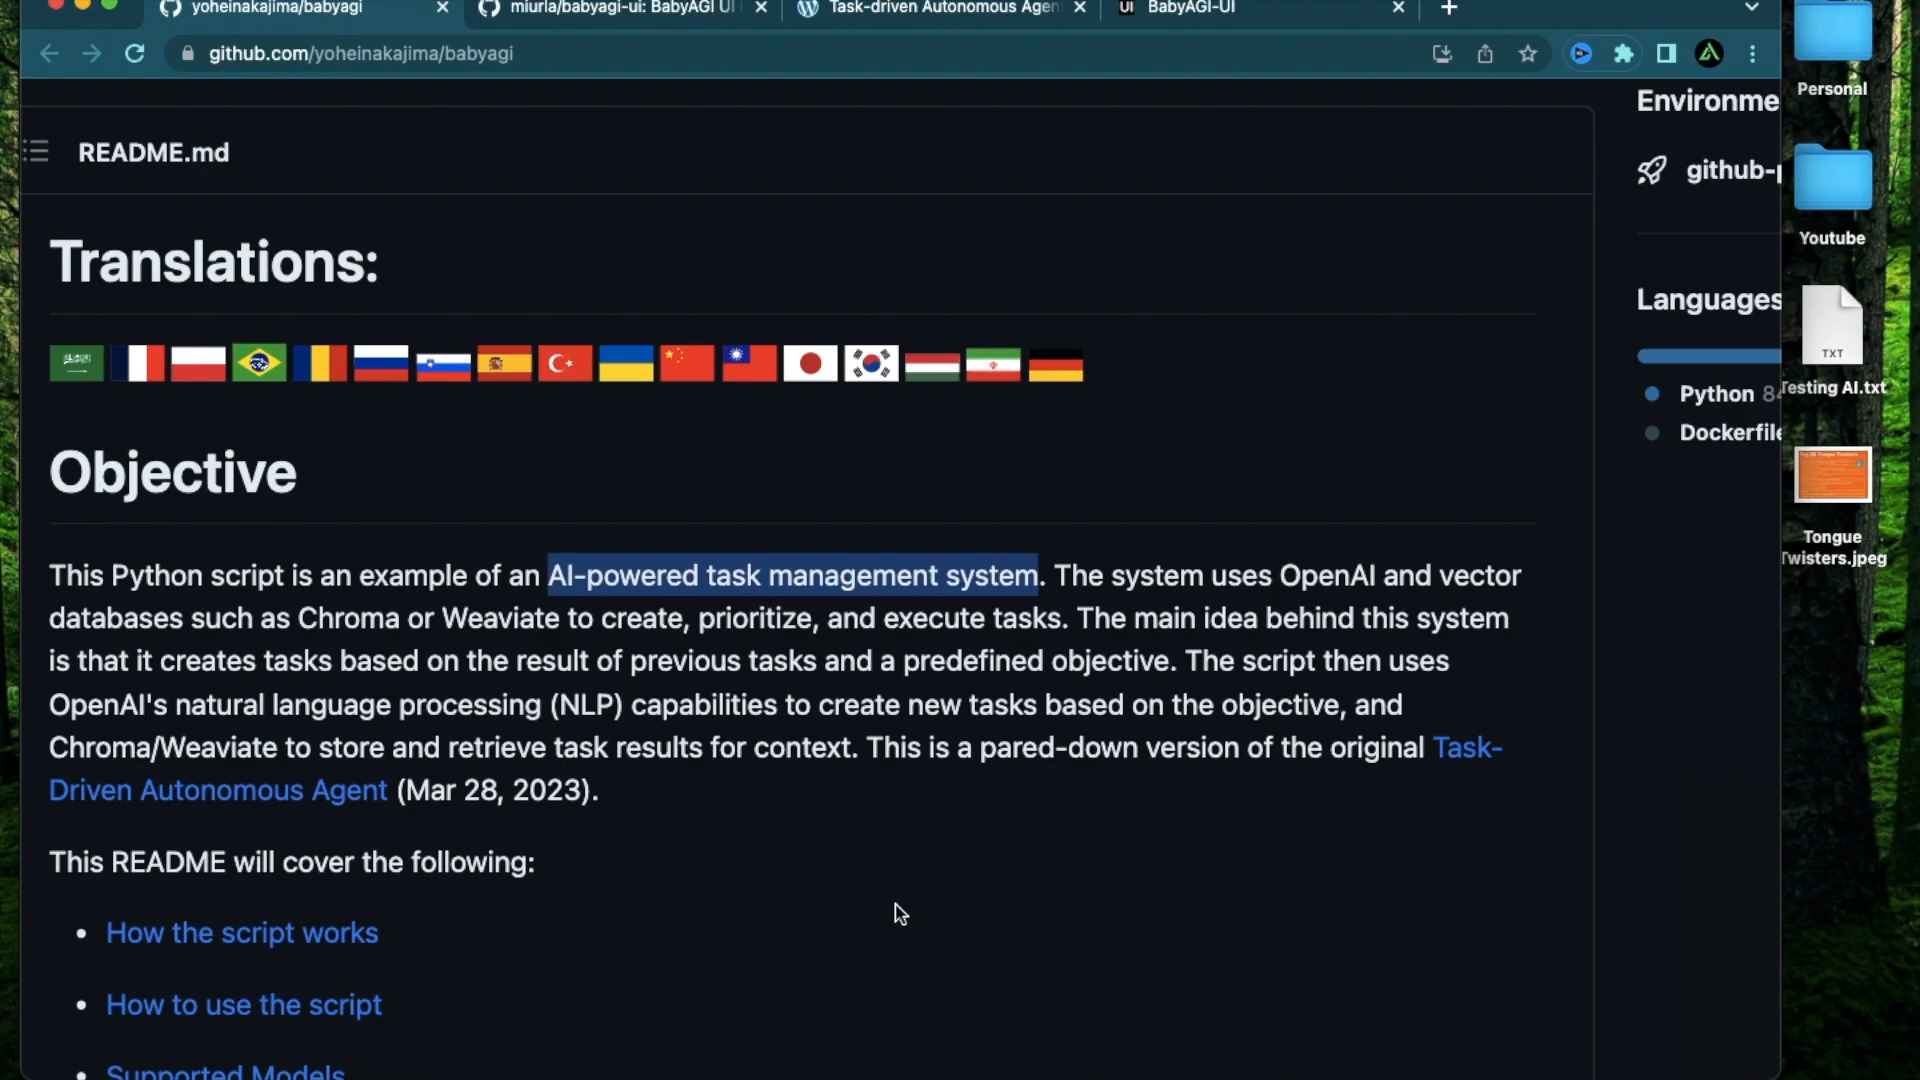 yoheinakajima/babyagi
miurla/babyagi-ui: BabyAGI UI
Task-driven Autonomous Agen
UI BabyAGI-UI
github.com/yoheinakajima/babyagi
Personal
Environme
README.md
github-p
Youtube
Translations:
Languages
TXT
Testing AI.txt
Python 84
Dockerfile
Objective
Tongue
Twisters.jpeg
This Python script is an example of an AI-powered task management system. The system uses OpenAI and vector
databases such as Chroma or Weaviate to create, prioritize, and execute tasks. The main idea behind this system
is that it creates tasks based on the result of previous tasks and a predefined objective. The script then uses
OpenAI's natural language processing (NLP) capabilities to create new tasks based on the objective, and
Chroma/Weaviate to store and retrieve task results for context. This is a pared-down version of the original Task-
Driven Autonomous Agent (Mar 28, 2023).
This README will cover the following:
• How the script works
• How to use the script
• Supported Models